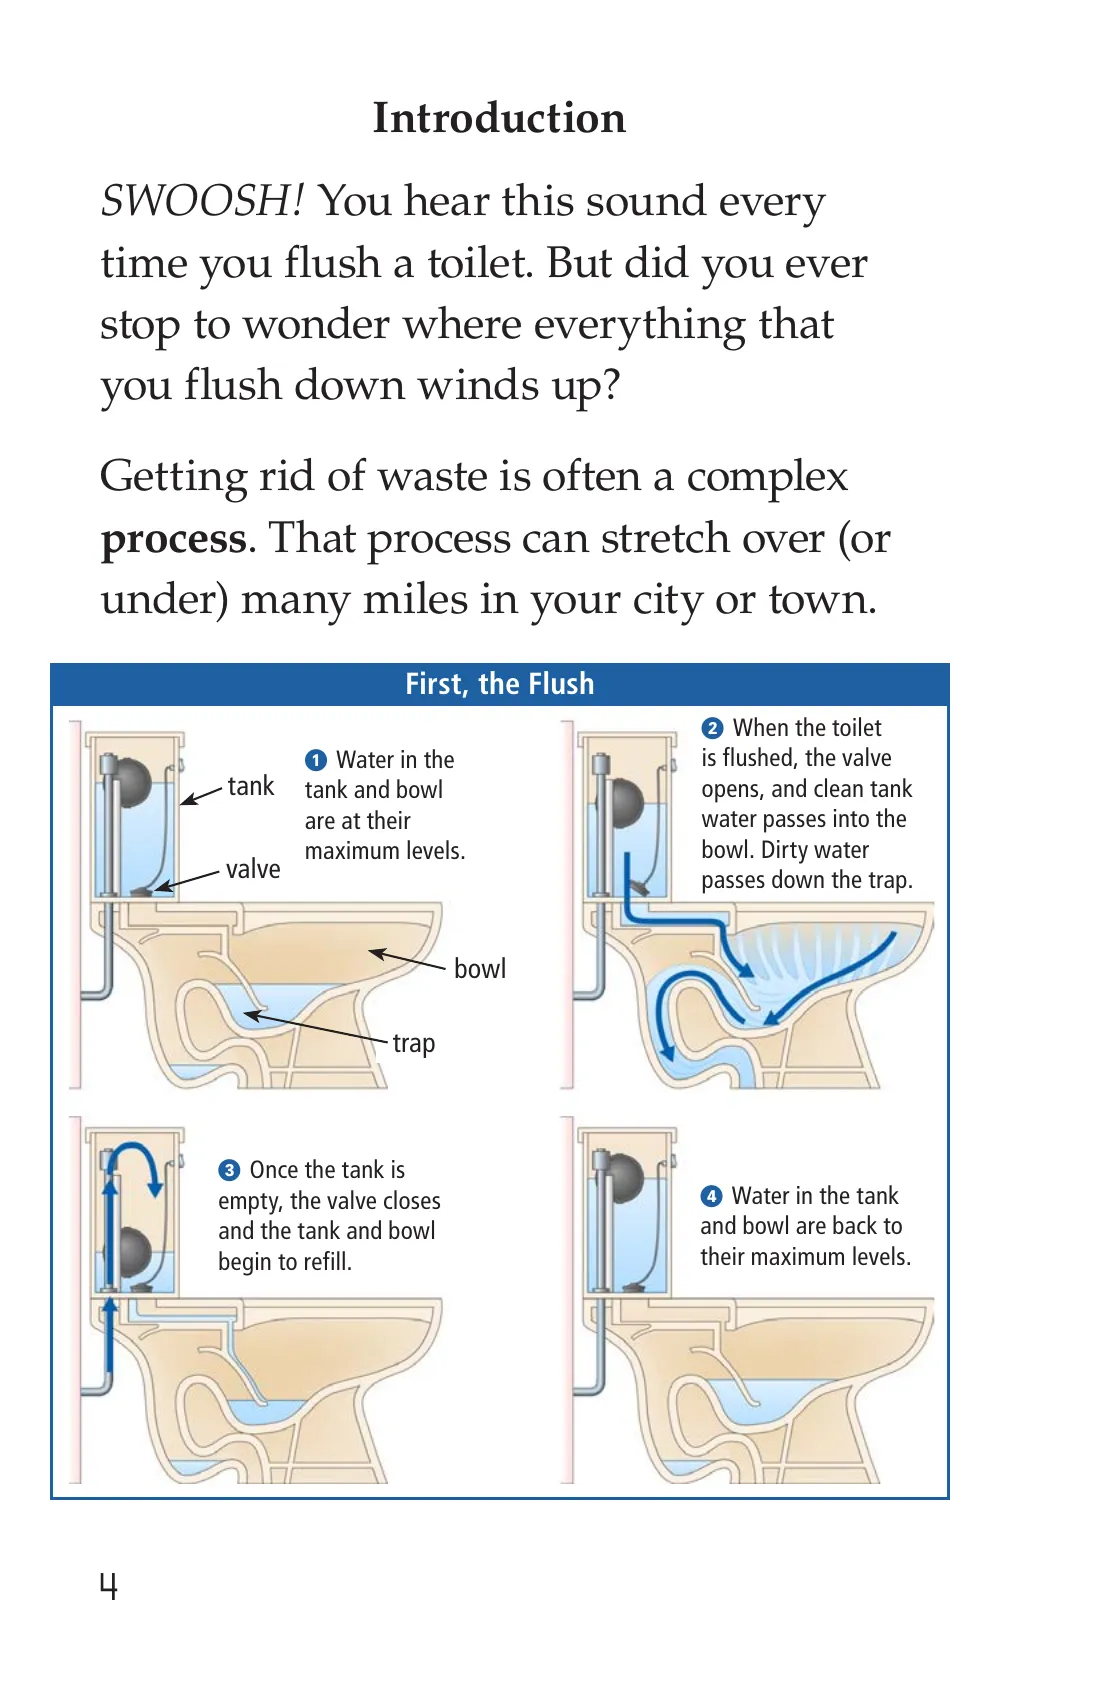 Introduction
SWOOSH! You hear this sound every
time you flush a toilet. But did you ever
stop to wonder where everything that
you flush down winds up?
Getting rid of waste is often a complex
process. That process can stretch over (or
under) many miles in your city or town.
First, the Flush
1 Water in the
tank and bowl
are at their
maximum levels.
tank
valve
bowl
trap
2 When the toilet
is flushed, the valve
opens, and clean tank
water passes into the
bowl. Dirty water
passes down the trap.
3 Once the tank is
empty, the valve closes
and the tank and bowl
begin to refill.
4 Water in the tank
and bowl are back to
their maximum levels.
4